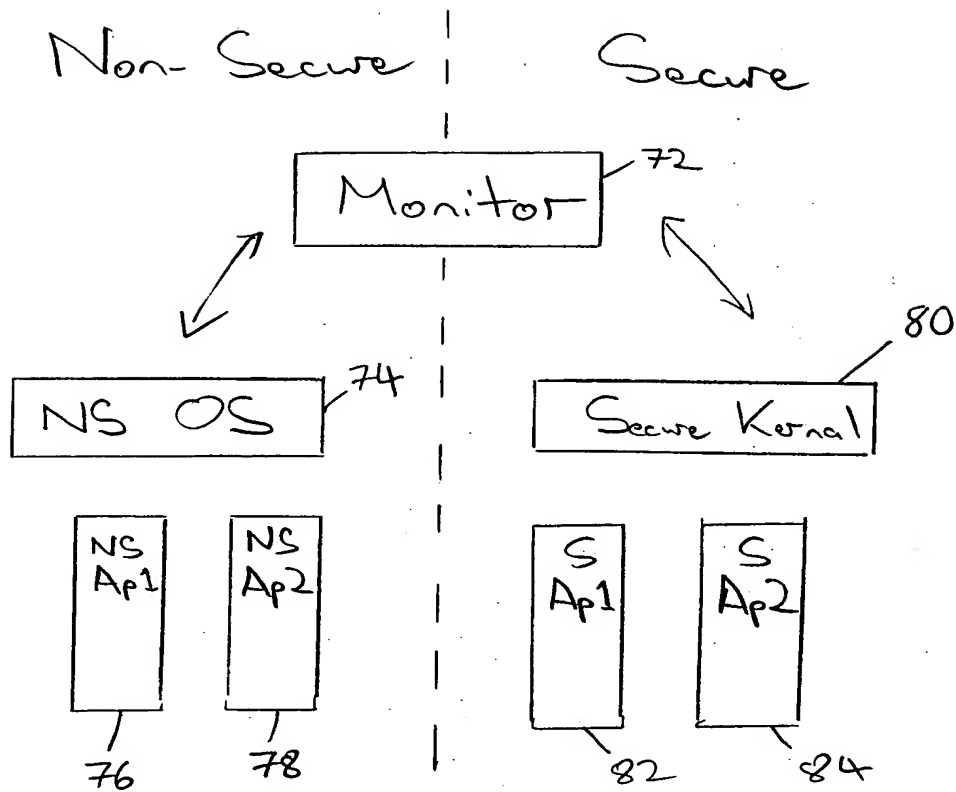 Non-Secure Secure
Monitor 72
NS OS 74
Secure Kernal 80
NS
Ap1
NS
Ap2
S
Ap1
S
Ap2
76 78 82 84